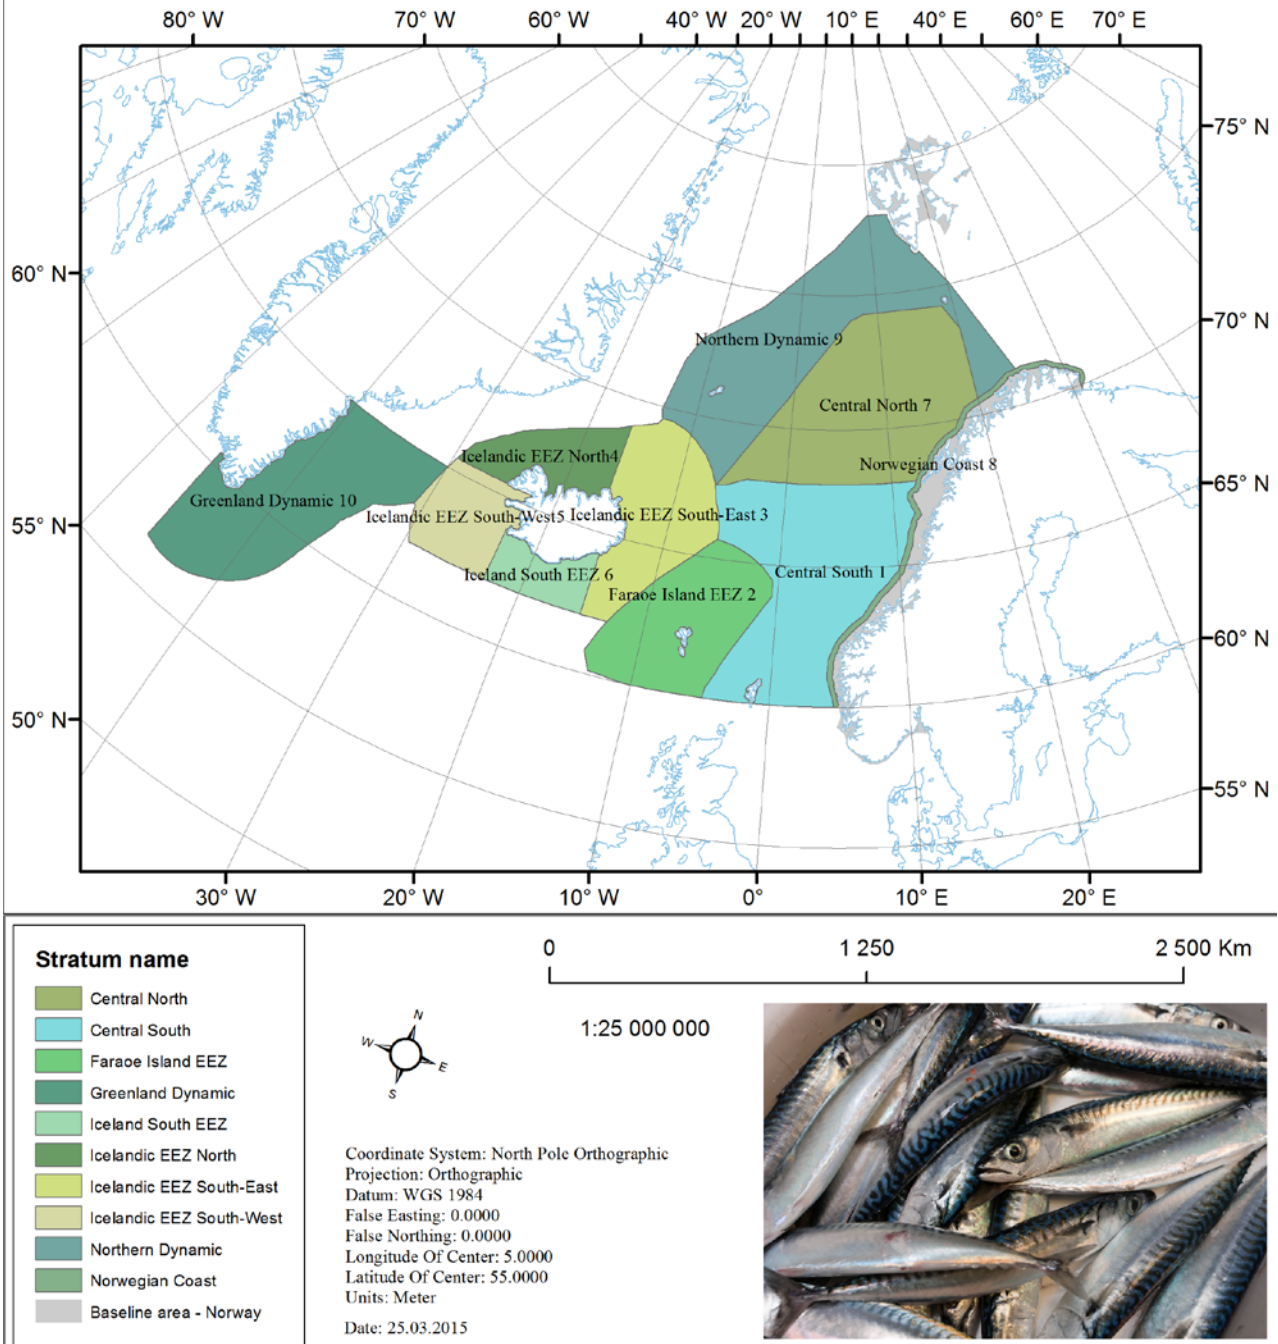 80° W 70° W 60° W 40° W 20° W 10° E 40° E 60° E 70° E
75° N
60° N
70° N
Northern Dynamic 9
Central North 7
Icelandic EEZ North4
Norwegian Coast 8
65° N
Greenland Dynamic 10
Icelandic EEZ South-West5
Icelandic EEZ South-East 3
55° N
Central South 1
Iceland South EEZ 6
Faraoe Island EEZ 2
60° N
50° N
55° N
30° W 20° W 10° W 0° 10° E 20° E
Stratum name
Central North
Central South
Faraoe Island EEZ
Greenland Dynamic
Iceland South EEZ
Icelandic EEZ North
Icelandic EEZ South-East
Icelandic EEZ South-West
Northern Dynamic
Norwegian Coast
Baseline area - Norway
0 1 250 2 500 Km
1:25 000 000
N
W
E
S
Coordinate System: North Pole Orthographic
Projection: Orthographic
Datum: WGS 1984
False Easting: 0.0000
False Northing: 0.0000
Longitude Of Center: 5.0000
Latitude Of Center: 55.0000
Units: Meter
Date: 25.03.2015